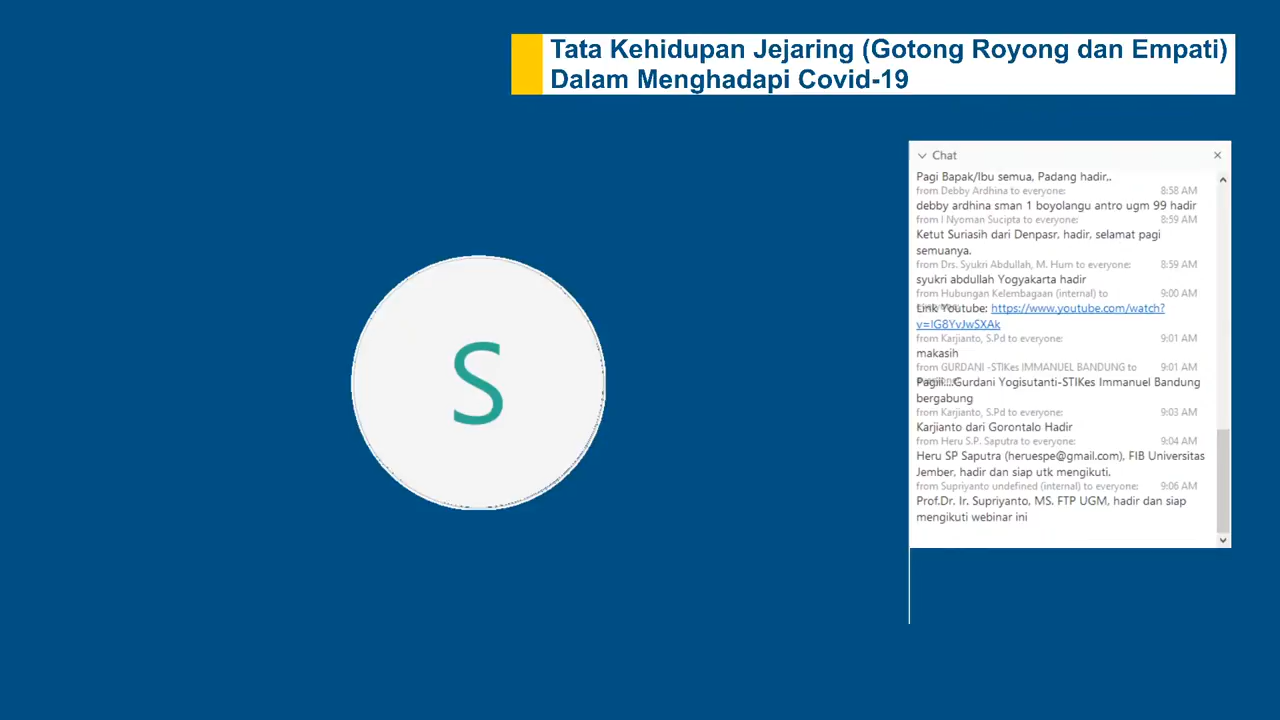 Tata Kehidupan Jejaring (Gotong Royong dan Empati)
Dalam Menghadapi Covid-19
Chat
Pagi Bapak/Ibu semua, Padang hadir..
from Debby Ardhina to everyone: 8:58 AM
debby ardhina sman 1 boyolangu antro ugm 99 hadir
from I Nyoman Sucipta to everyone: 8:59 AM
Ketut Suriasih dari Denpasr, hadir, selamat pagi
semuanya.
from Drs. Syukri Abdullah, M. Hum to everyone: 8:59 AM
syukri abdullah Yogyakarta hadir
from Hubungan Kelembagaan (internal) to 9:00 AM
Link Youtube: https://www.youtube.com/watch?
v=IG8YvJwSXAk
from Karjianto, S.Pd to everyone: 9:01 AM
makasih
from GURDANI -STIKes IMMANUEL BANDUNG to 9:01 AM
Gurdani Yogisutanti-STIKes Immanuel Bandung
bergabung
from Karjianto, S.Pd to everyone: 9:03 AM
Karjianto dari Gorontalo Hadir
from Heru S.P. Saputra to everyone: 9:04 AM
Heru SP Saputra (heruespe@gmail.com), FIB Universitas
Jember, hadir dan siap utk mengikuti.
from Supriyanto undefined (internal) to everyone: 9:06 AM
Prof.Dr. Ir. Supriyanto, MS. FTP UGM, hadir dan siap
mengikuti webinar ini
S